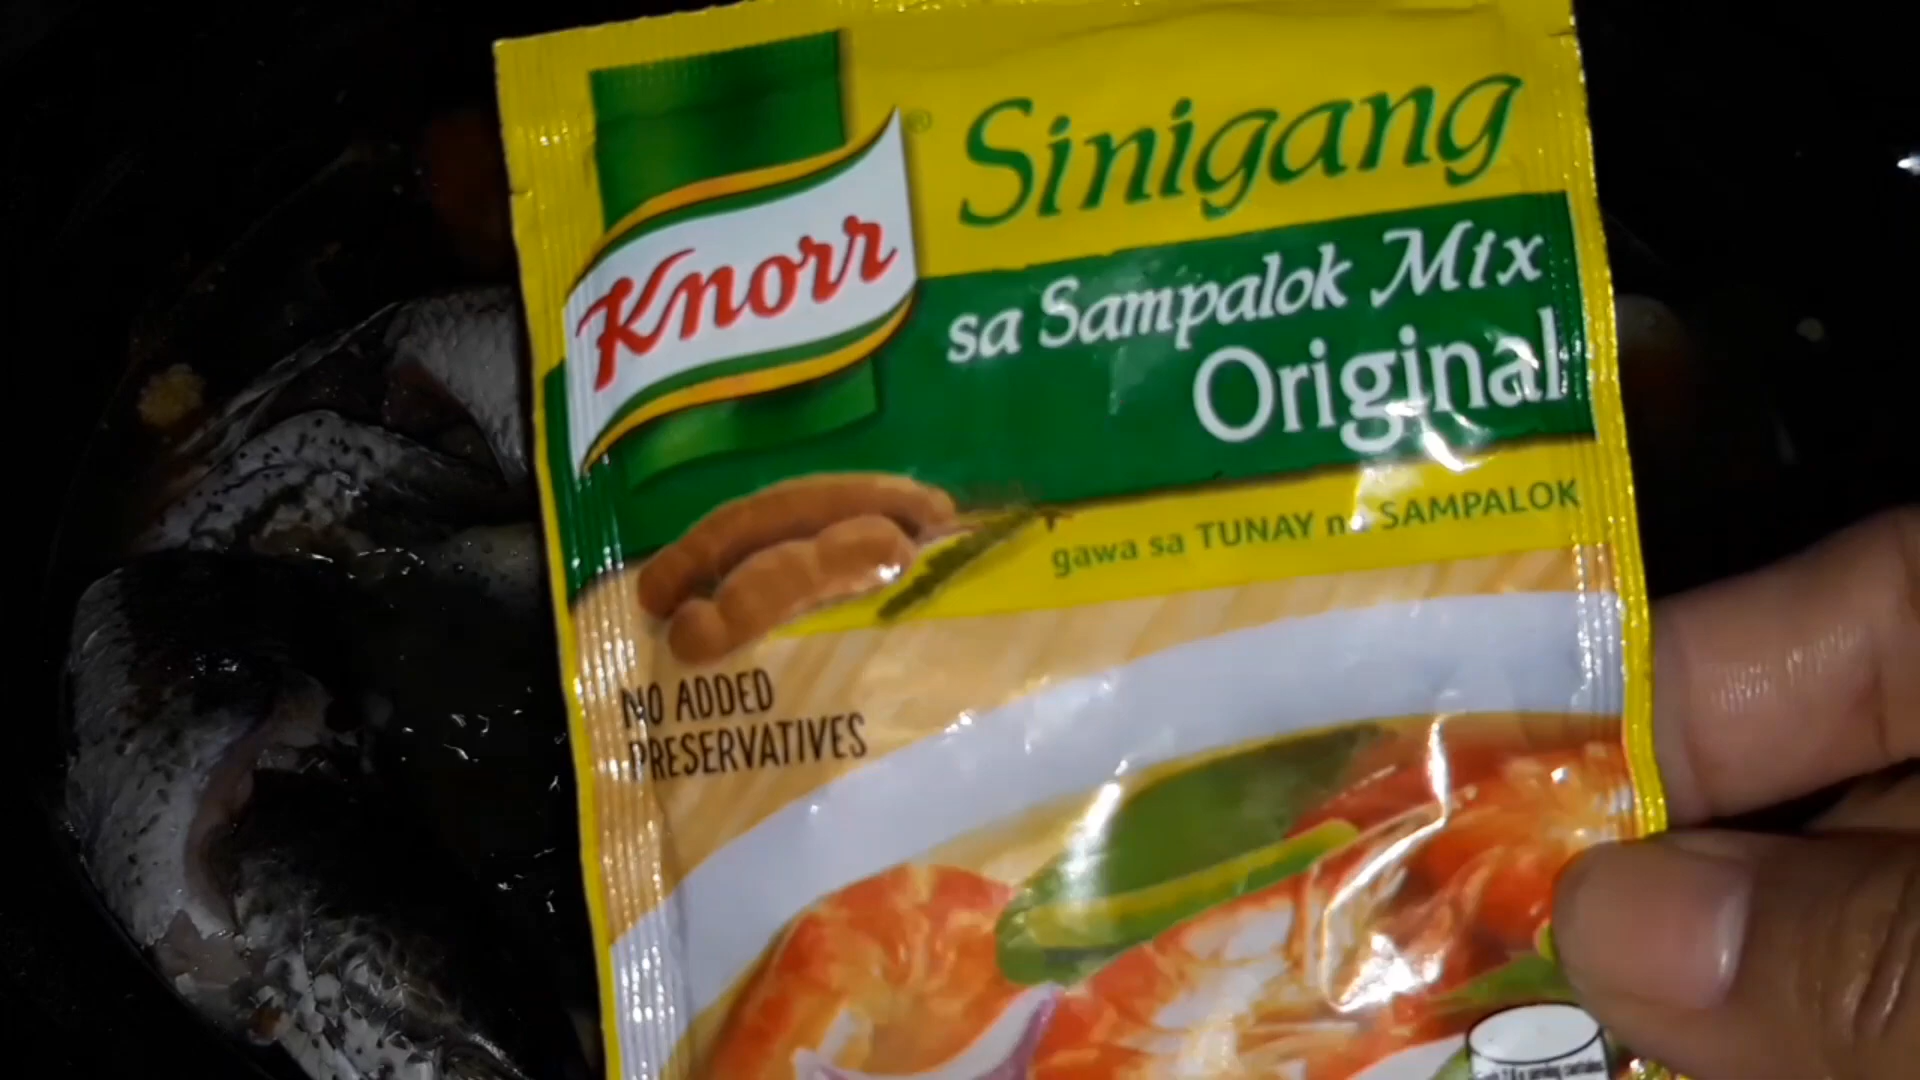 Knorr
®
Sinigang
sa Sampalok Mix
Original
gawa sa TUNAY na SAMPALOK
NO ADDED
PRESERVATIVES